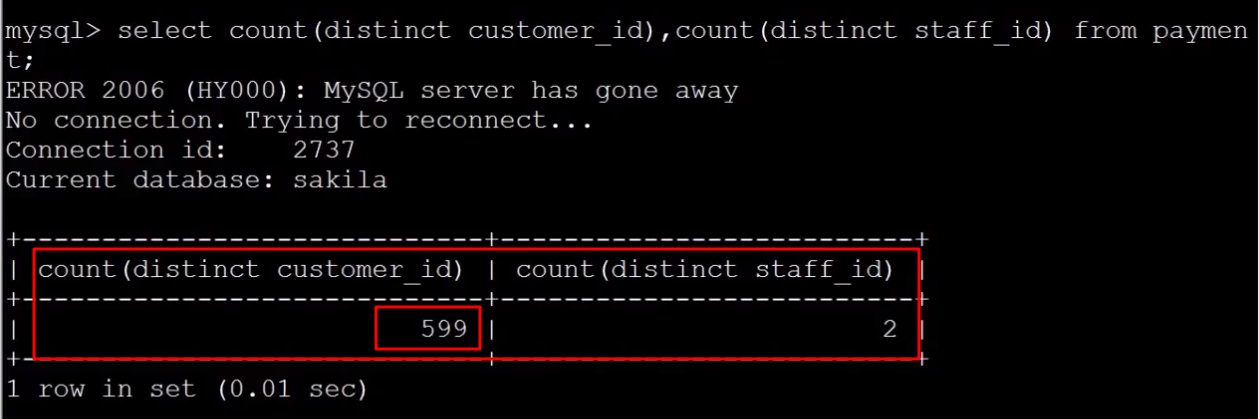 mysql> select count(distinct customer_id),count(distinct staff_id) from paymen
t;
ERROR 2006 (HY000): MySQL server has gone away
No connection. Trying to reconnect...
Connection id:    2737
Current database: sakila
+-----------------------------+--------------------------+
| count(distinct customer_id) | count(distinct staff_id) |
+-----------------------------+--------------------------+
|                         599 |                        2 |
+-----------------------------+--------------------------+
1 row in set (0.01 sec)